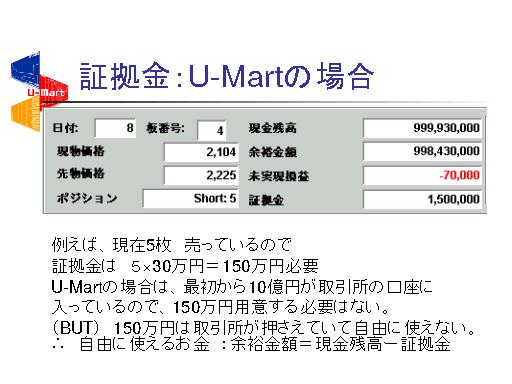 証拠金：U-Martの場合
U-Mart
日付: 8 板番号: 4 現金残高 999,930,000
現物価格 2,104 余裕金額 998,430,000
先物価格 2,225 未実現損益 -70,000
ポジション Short: 5 証拠金 1,500,000
例えば、現在5枚　売っているので
証拠金は　５×30万円＝150万円必要
U-Martの場合は、最初から10億円が取引所の口座に
入っているので、150万円用意する必要はない。
（BUT）　150万円は取引所が押さえていて自由に使えない。
∴　自由に使えるお金　：余裕金額＝現金残高－証拠金